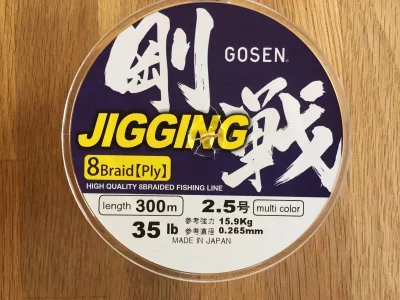 剛戦
GOSEN®
JIGGING
8Braid【Ply】
HIGH QUALITY 8BRAIDED FISHING LINE
length 300m 2.5号 multi color
35 lb 参考強力 15.9Kg
参考直径 0.265mm
MADE IN JAPAN